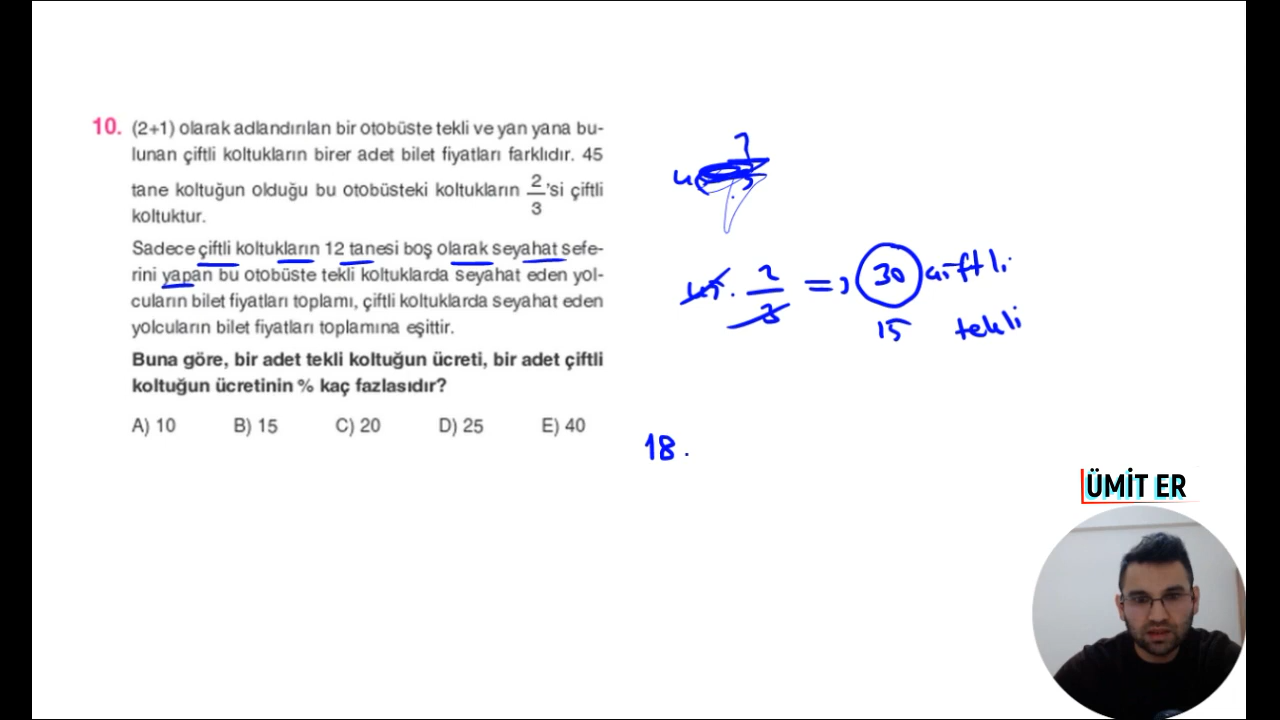 10. (2+1) olarak adlandırılan bir otobüste tekli ve yan yana bu-
lunan çiftli koltukların birer adet bilet fiyatları farklıdır. 45
tane koltuğun olduğu bu otobüsteki koltukların 2/3'si çiftli
koltuktur.
Sadece çiftli koltukların 12 tanesi boş olarak seyahat sefe-
rini yapan bu otobüste tekli koltuklarda seyahat eden yol-
cuların bilet fiyatları toplamı, çiftli koltuklarda seyahat eden
yolcuların bilet fiyatları toplamına eşittir.
Buna göre, bir adet tekli koltuğun ücreti, bir adet çiftli
koltuğun ücretinin % kaç fazlasıdır?
A) 10 B) 15 C) 20 D) 25 E) 40
45 . 2/3 = 30 çiftli
15 tekli
18 .
ÜMİT ER